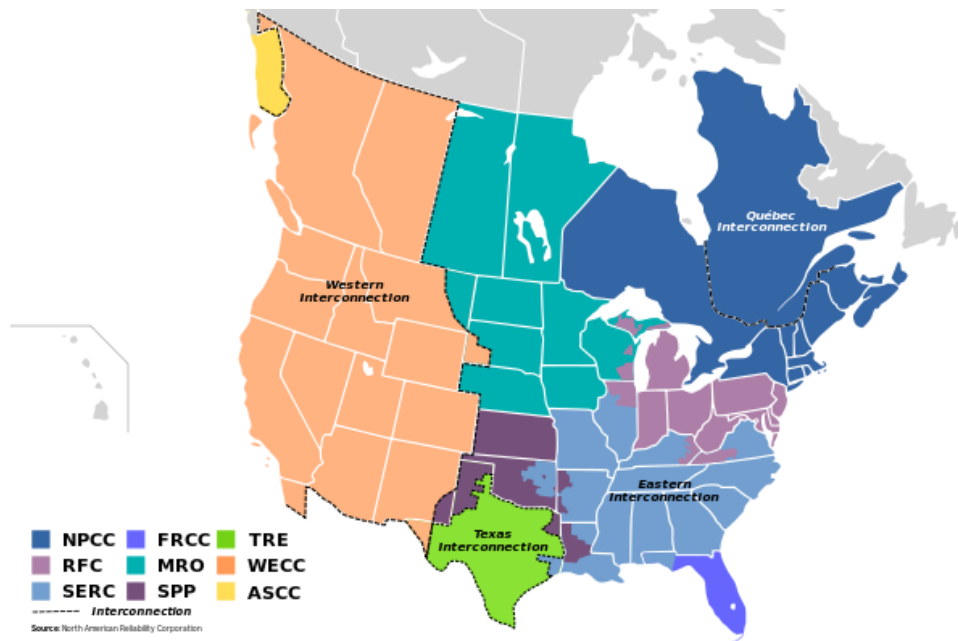 Québec
Interconnection
Western
Interconnection
Eastern
Interconnection
Texas
Interconnection
NPCC FRCC TRE
RFC MRO WECC
SERC SPP ASCC
Interconnection
Source: North American Reliability Corporation